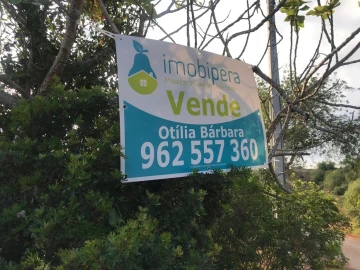 imobipera
Vende
Otília Bárbara
962 557 360